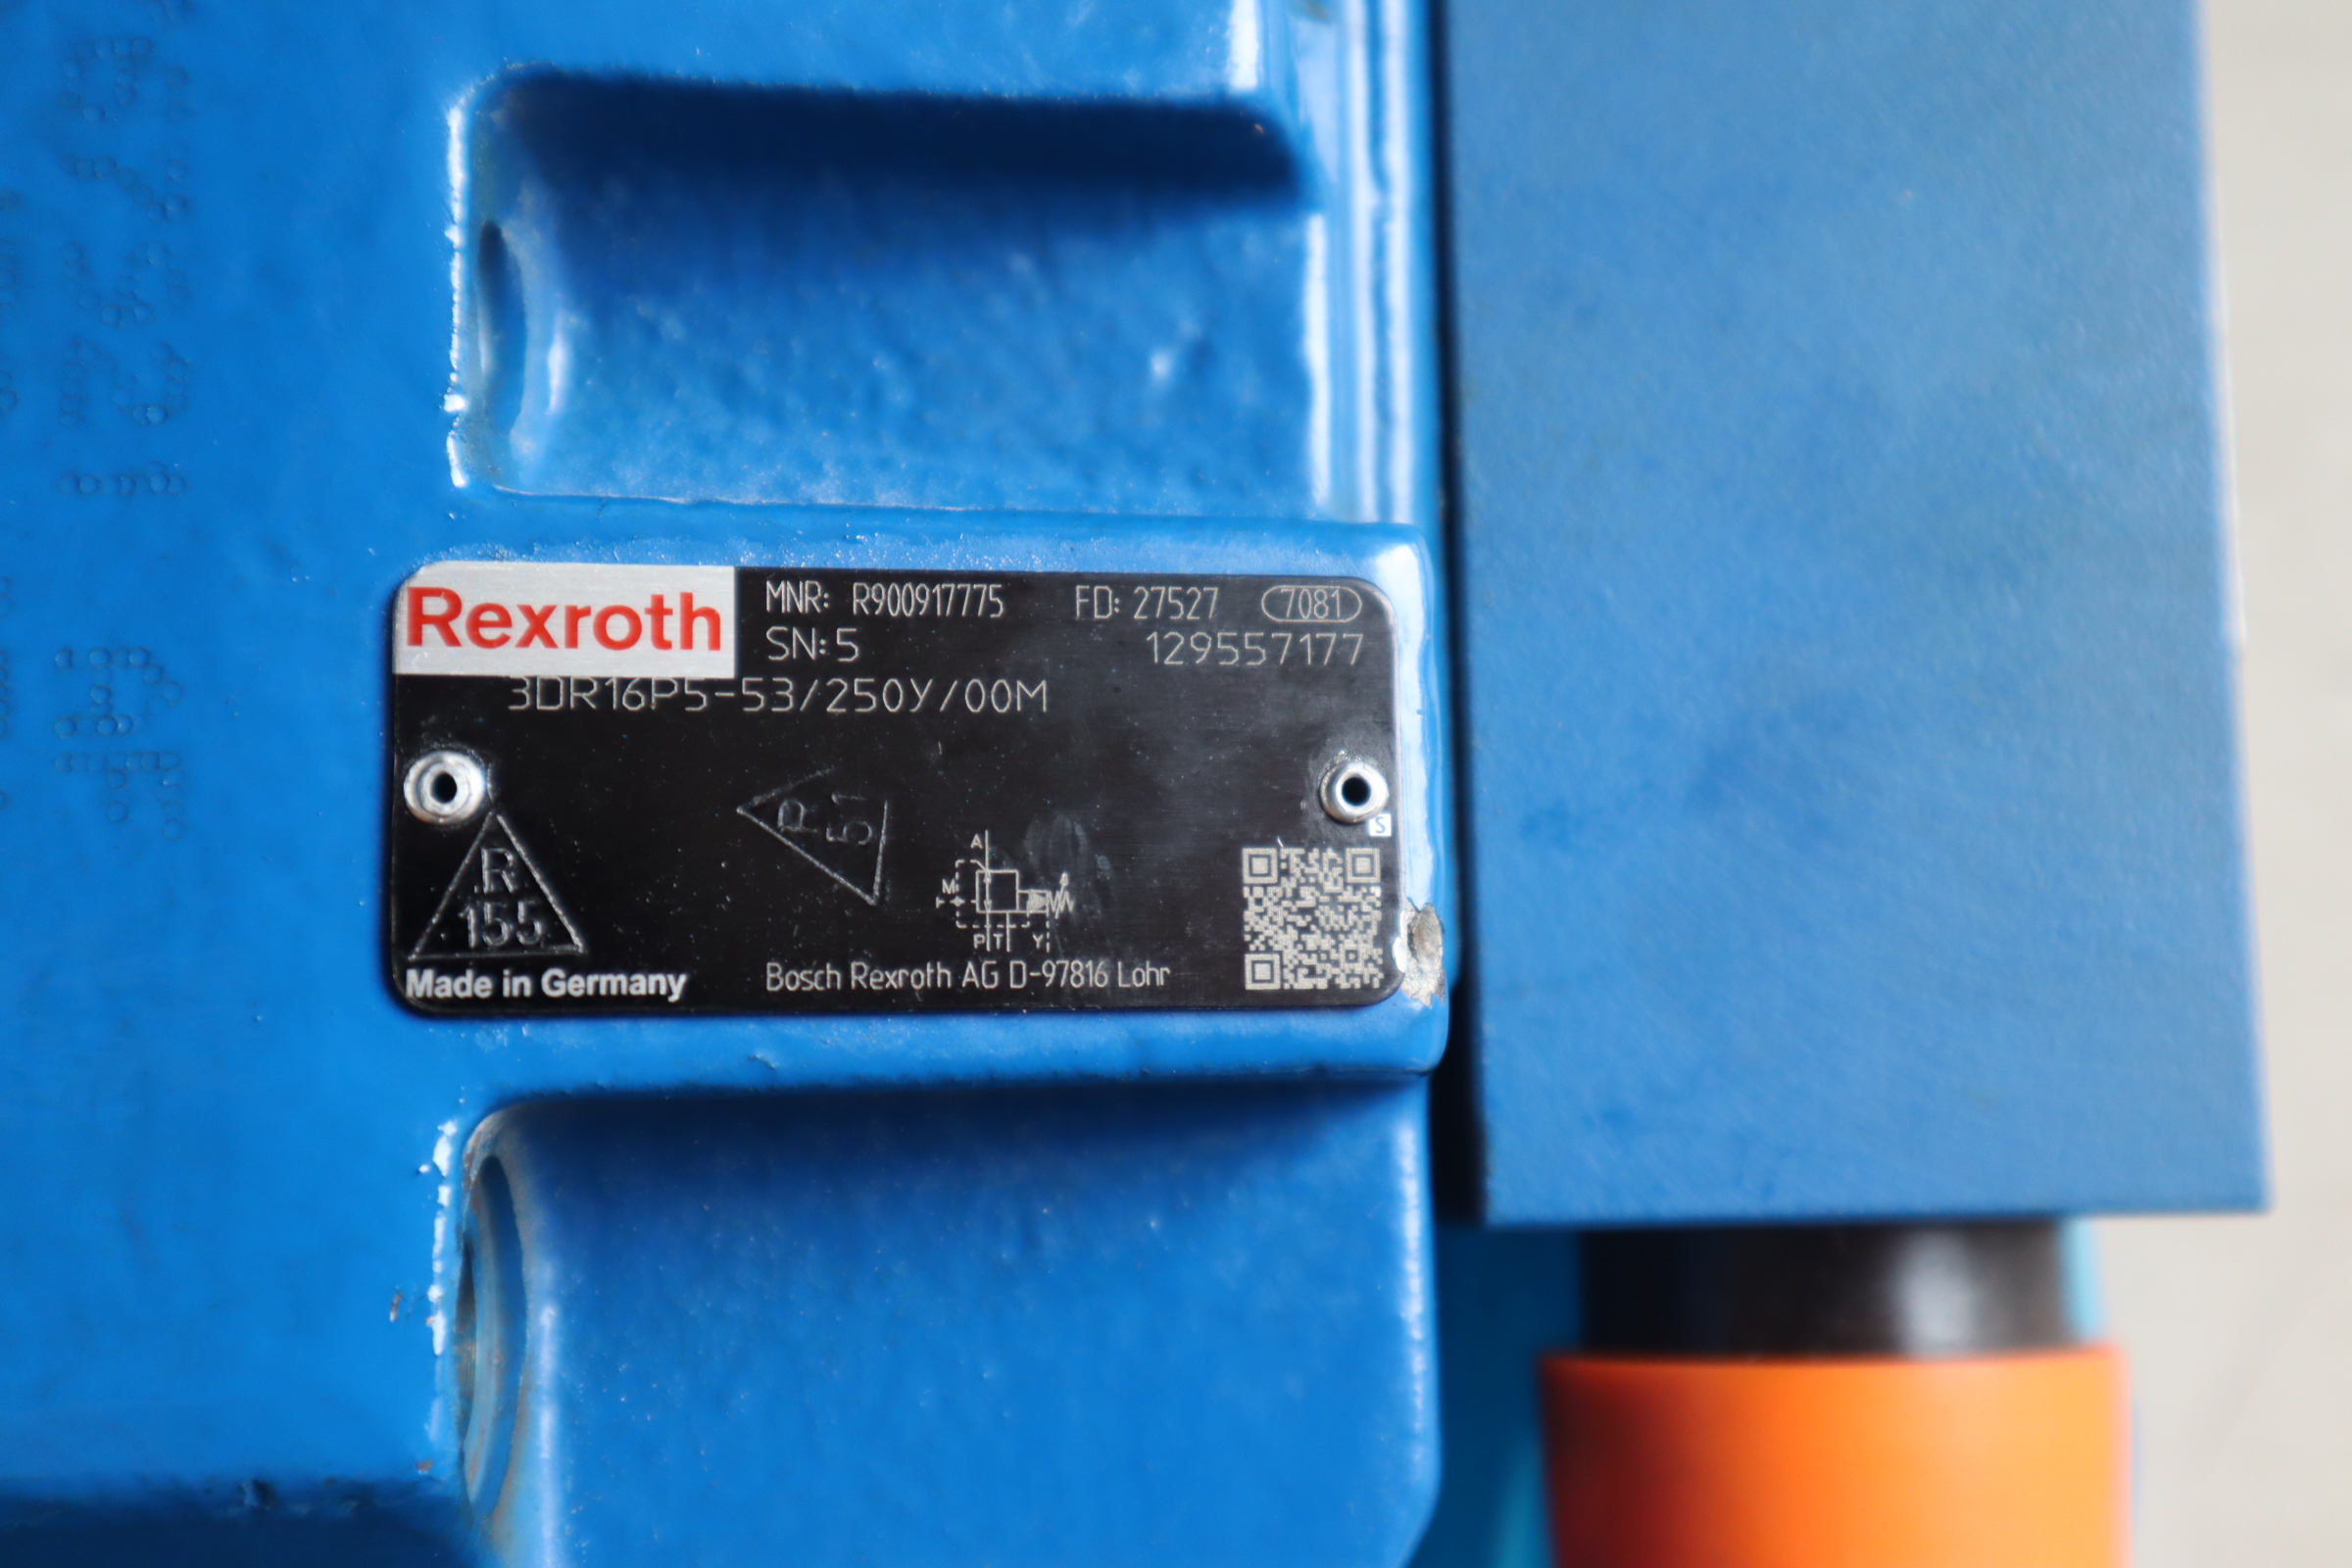 Rexroth
MNR: R900917775 FD: 27527 7081
SN: 5 129557177
3DR16P5-53/250Y/00M
R
155
R
51
A
M
P T Y
S
Made in Germany
Bosch Rexroth AG D-97816 Lohr